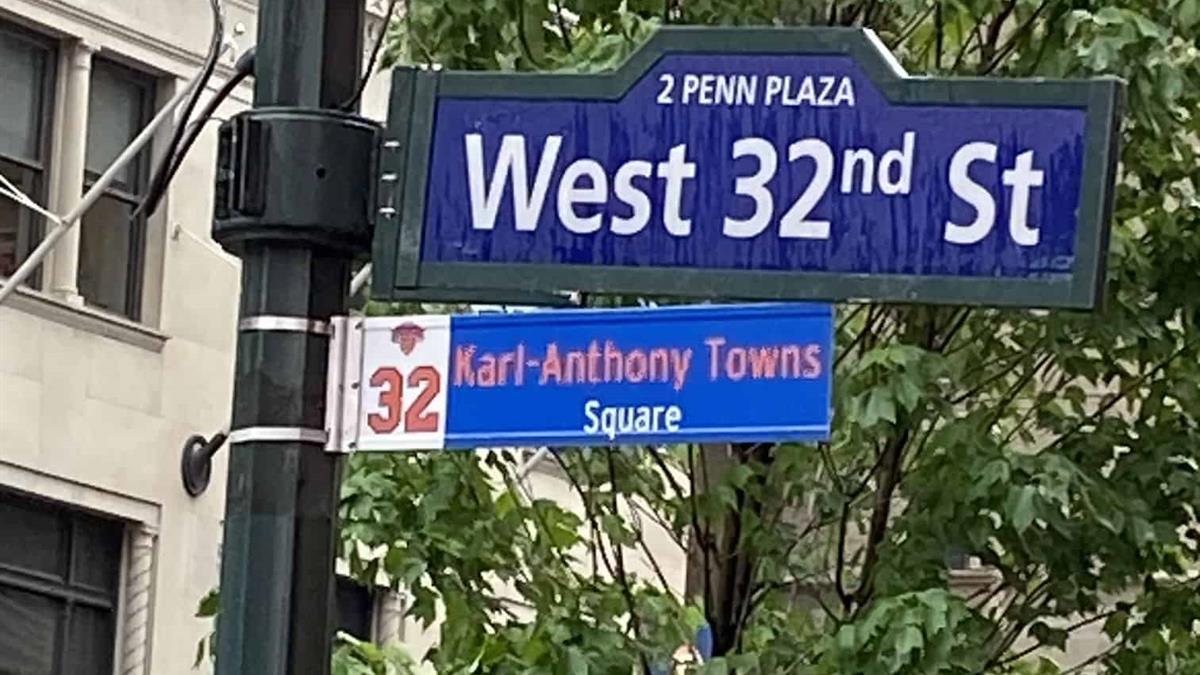 2 PENN PLAZA
West 32nd St
32
Karl-Anthony Towns
Square